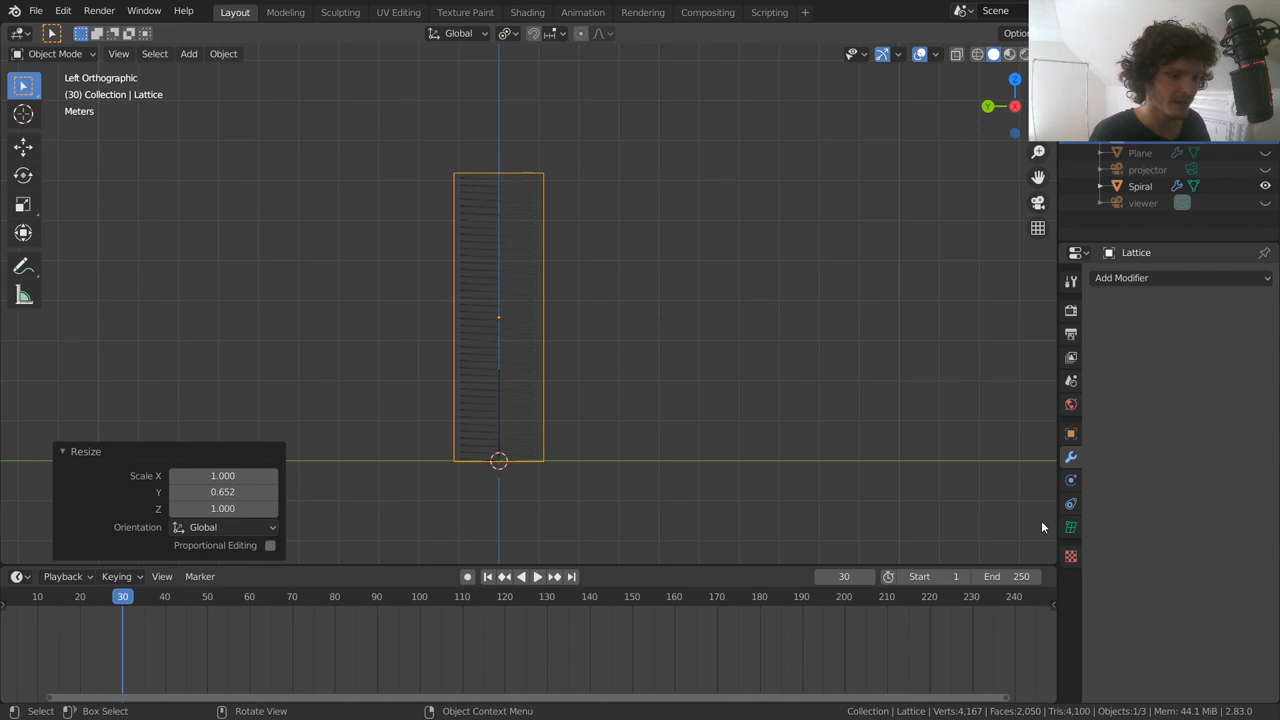 File Edit Render Window Help Layout Modeling Sculpting UV Editing Texture Paint Shading Animation Rendering Compositing Scripting + Scene
Global Optio
Object Mode View Select Add Object
Left Orthographic
(30) Collection | Lattice
Meters
Z
Y
X
Plane
projector
Spiral
viewer
Lattice
Add Modifier
Resize
Scale X 1.000
Y 0.652
Z 1.000
Orientation Global
Proportional Editing
Playback Keying View Marker 30 Start 1 End 250
10 20 30 40 50 60 70 80 90 100 110 120 130 140 150 160 170 180 190 200 210 220 230 240
Select Box Select Rotate View Object Context Menu Collection | Lattice | Verts:4,167 | Faces:2,050 | Tris:4,100 | Objects:1/3 | Mem: 44.1 MiB | 2.83.0